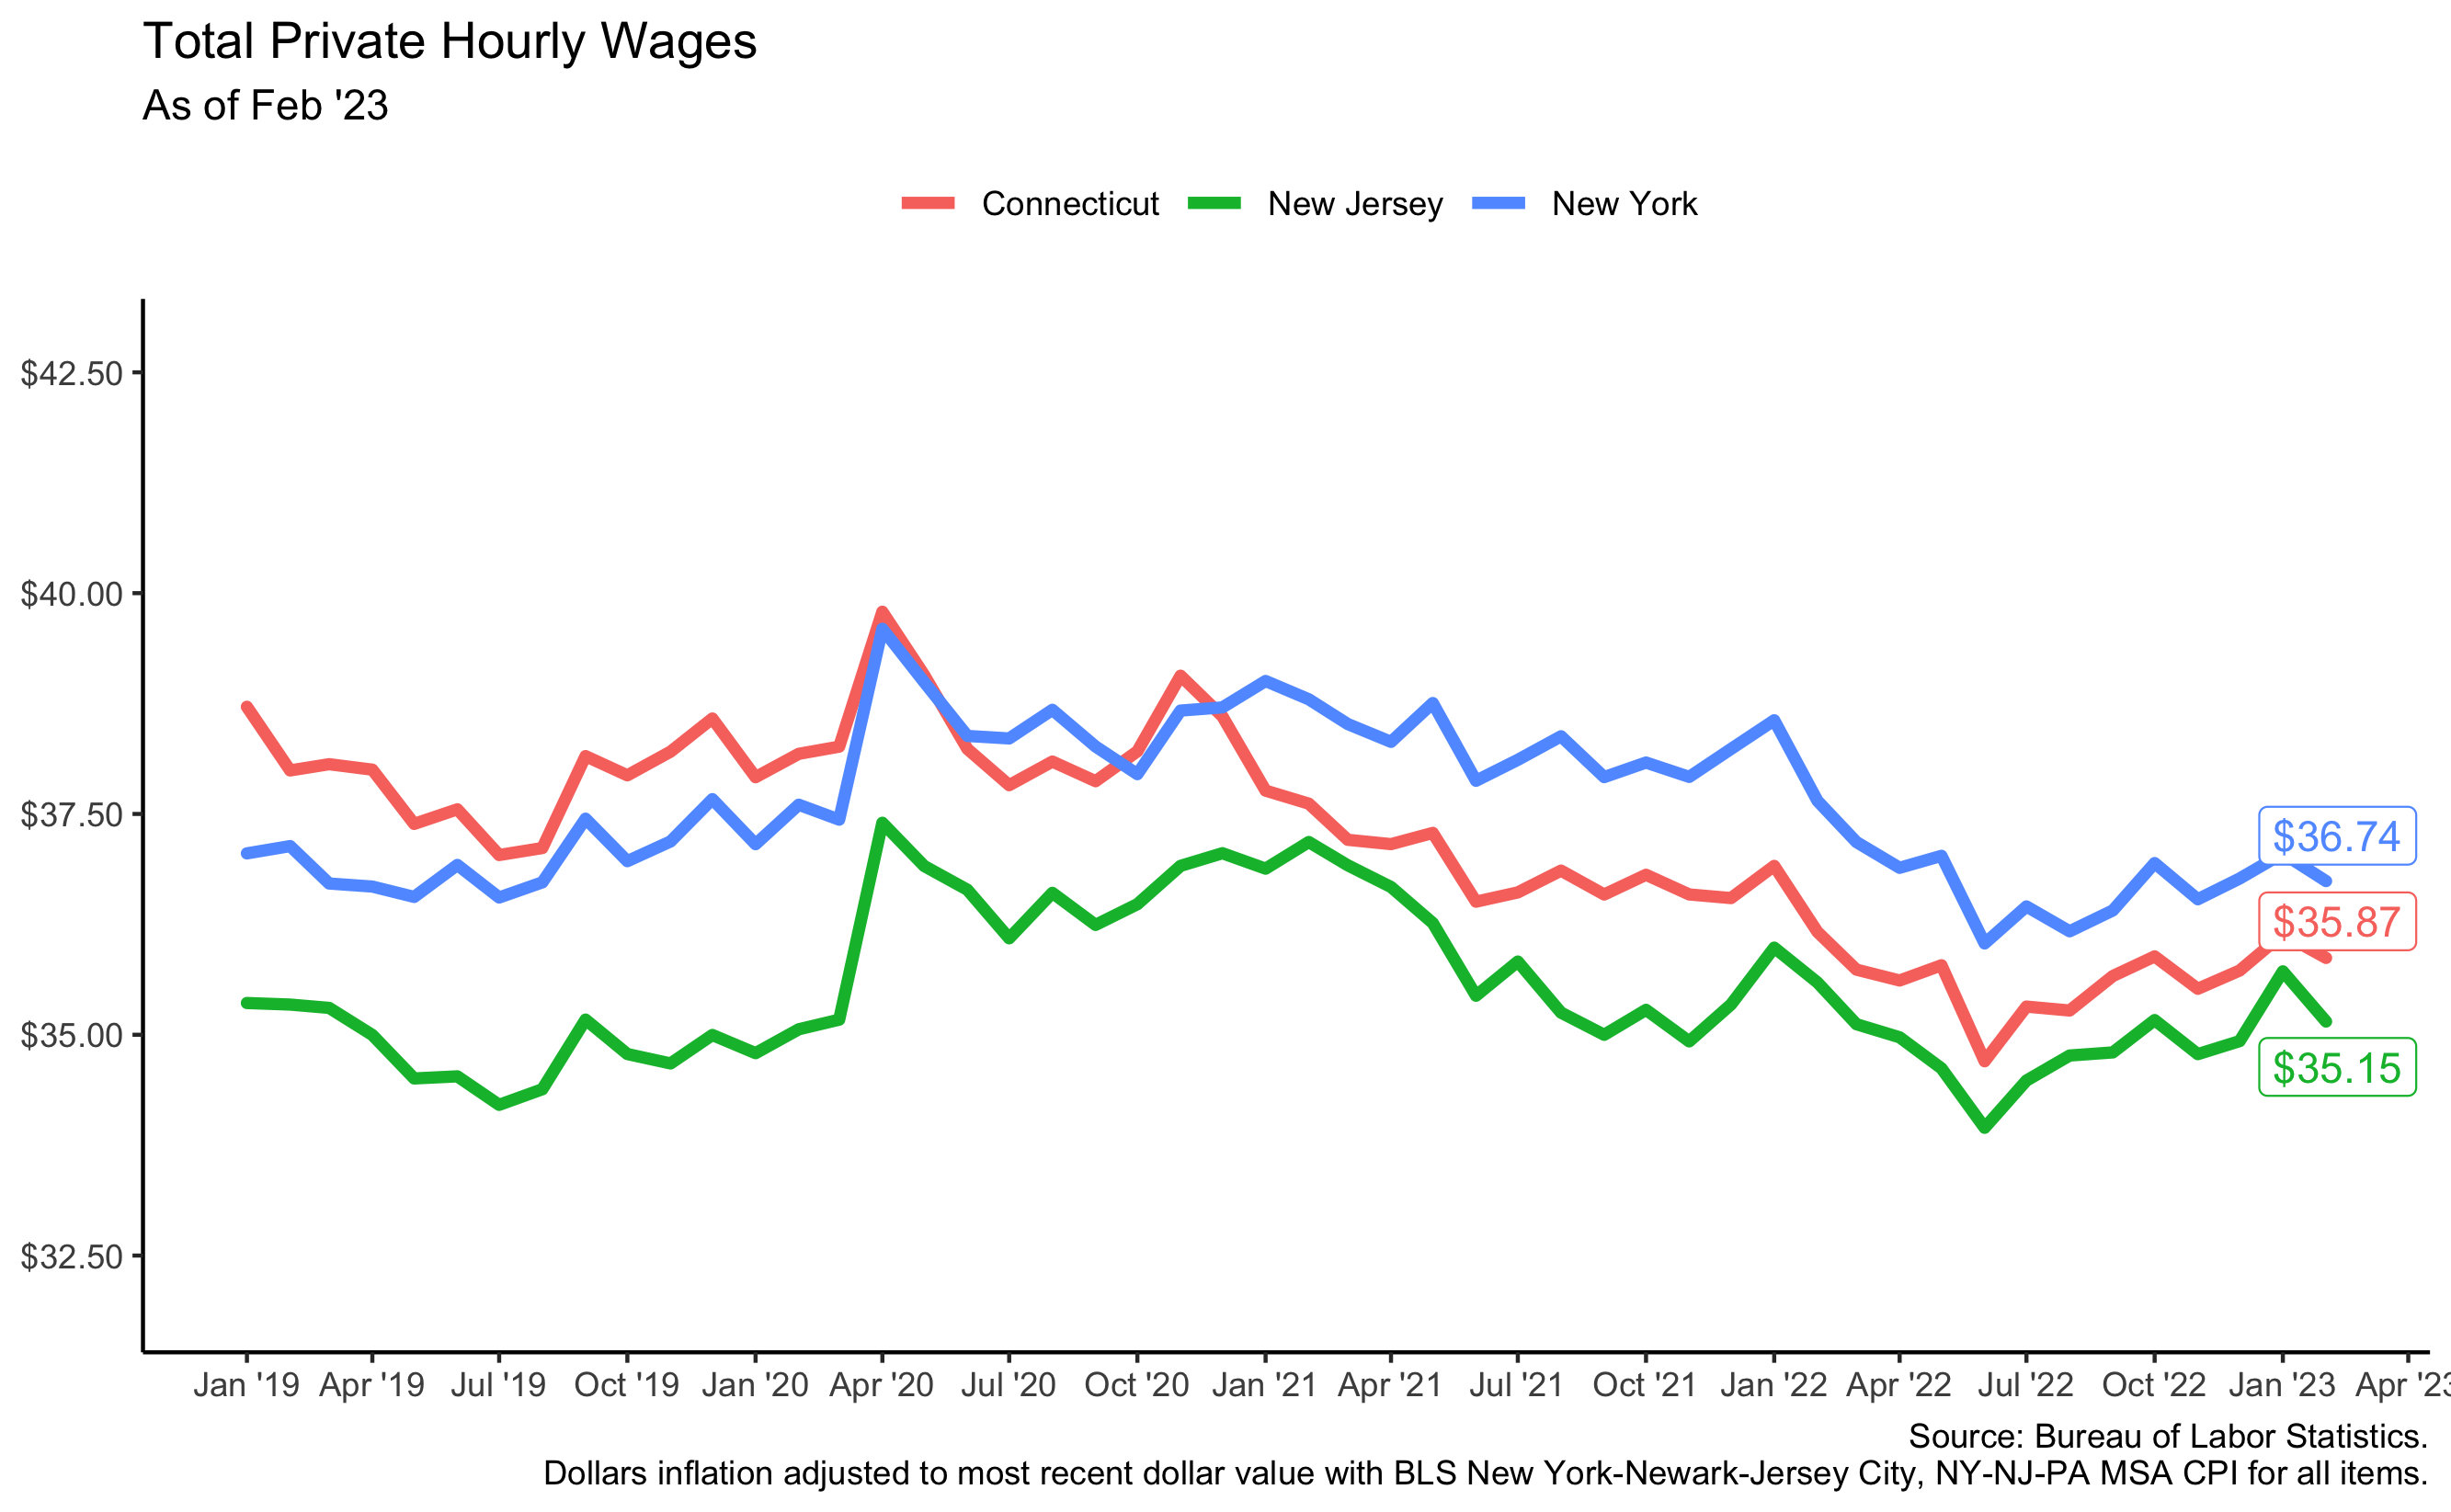 Total Private Hourly Wages
As of Feb '23
Connecticut New Jersey New York
$42.50
$40.00
$37.50
$35.00
$32.50
$36.74
$35.87
$35.15
Jan '19 Apr '19 Jul '19 Oct '19 Jan '20 Apr '20 Jul '20 Oct '20 Jan '21 Apr '21 Jul '21 Oct '21 Jan '22 Apr '22 Jul '22 Oct '22 Jan '23 Apr '23
Source: Bureau of Labor Statistics.
Dollars inflation adjusted to most recent dollar value with BLS New York-Newark-Jersey City, NY-NJ-PA MSA CPI for all items.